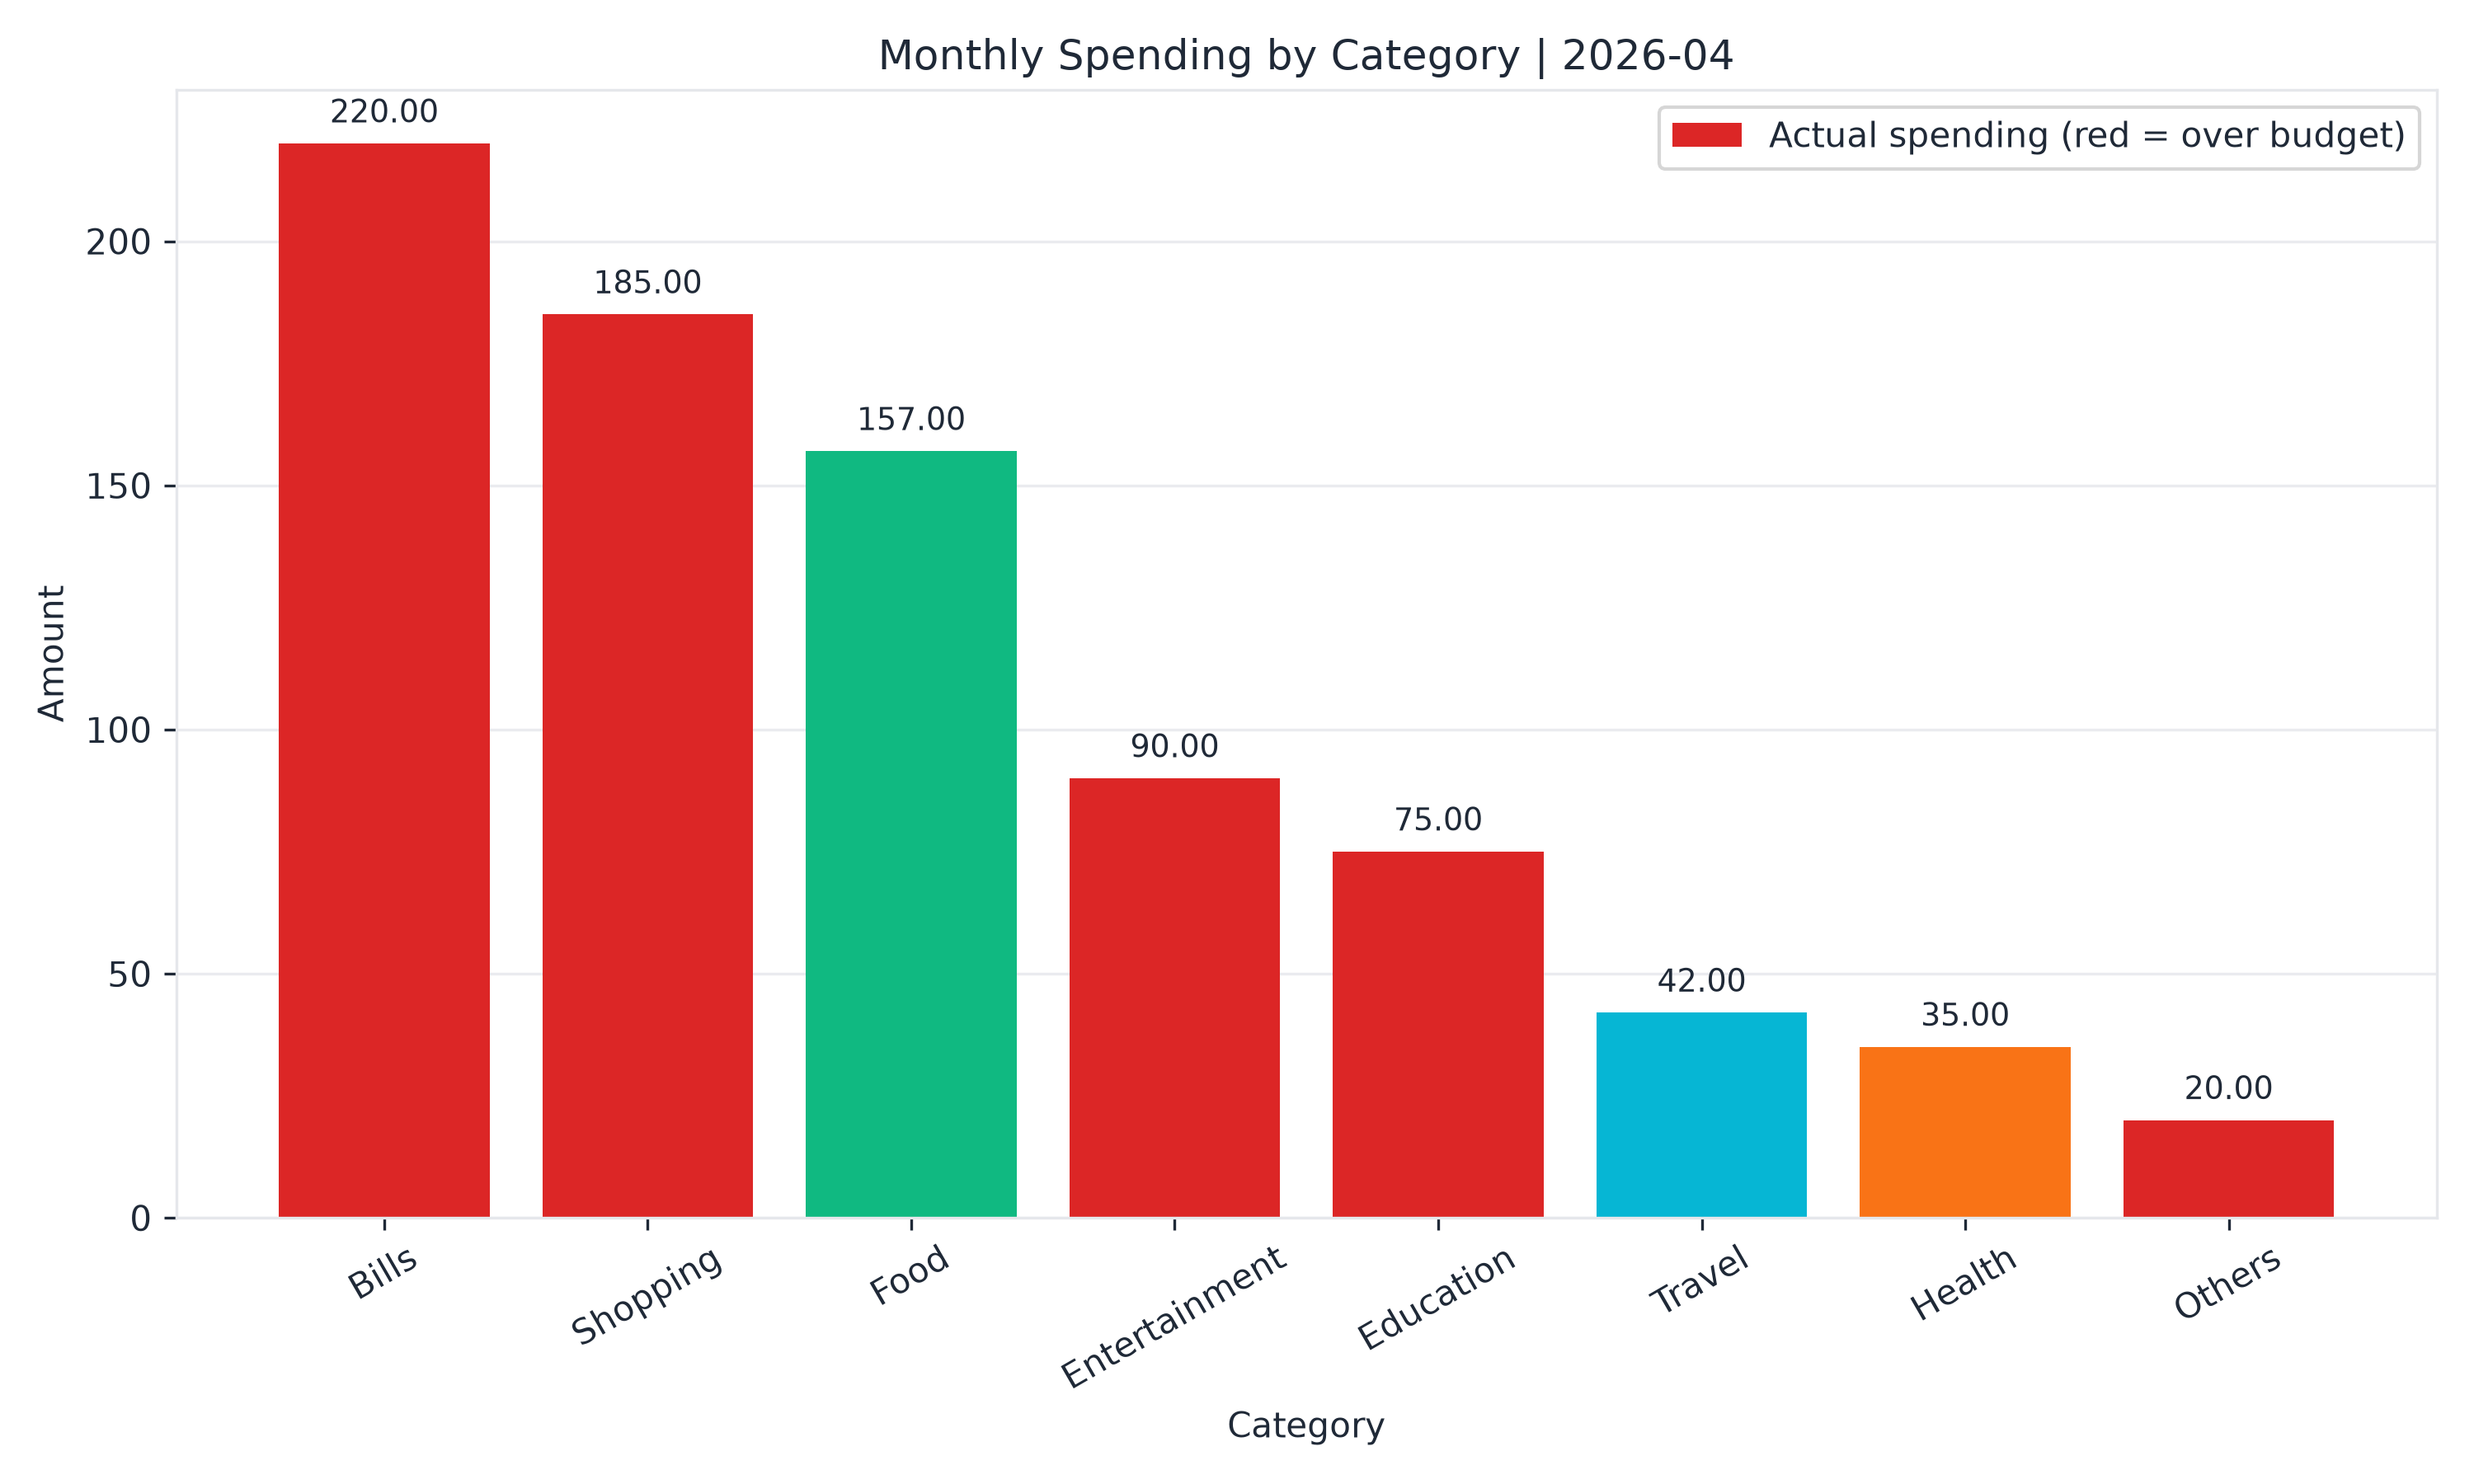 Monthly Spending by Category | 2026-04
Actual spending (red = over budget)
220.00
185.00
157.00
90.00
75.00
42.00
35.00
20.00
200
150
100
50
0
Amount
Bills
Shopping
Food
Entertainment
Education
Travel
Health
Others
Category